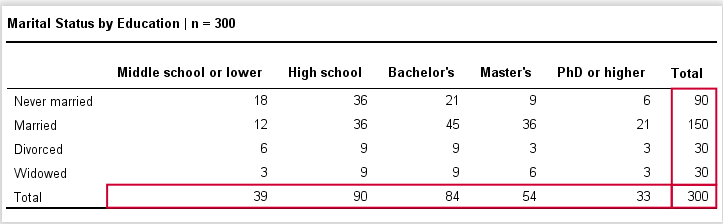 Marital Status by Education | n = 300
Middle school or lower High school Bachelor's Master's PhD or higher Total
Never married 18 36 21 9 6 90
Married 12 36 45 36 21 150
Divorced 6 9 9 3 3 30
Widowed 3 9 9 6 3 30
Total 39 90 84 54 33 300